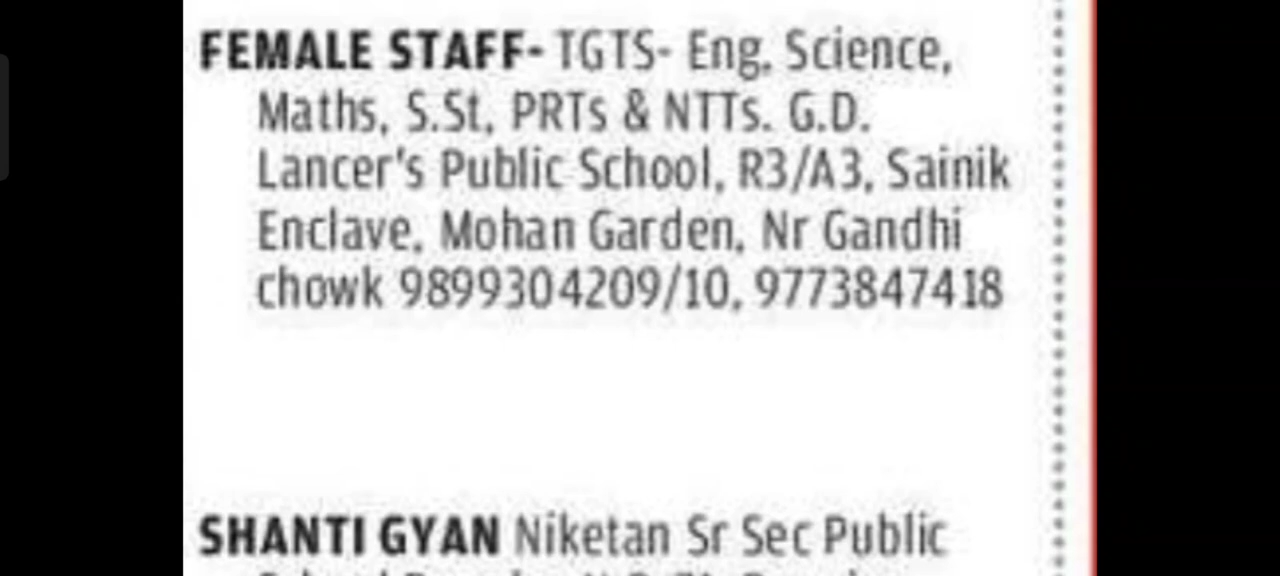 FEMALE STAFF- TGTS- Eng. Science,
Maths, S.St, PRTs & NTTs. G.D.
Lancer's Public School, R3/A3, Sainik
Enclave, Mohan Garden, Nr Gandhi
chowk 9899304209/10, 9773847418
SHANTI GYAN Niketan Sr Sec Public